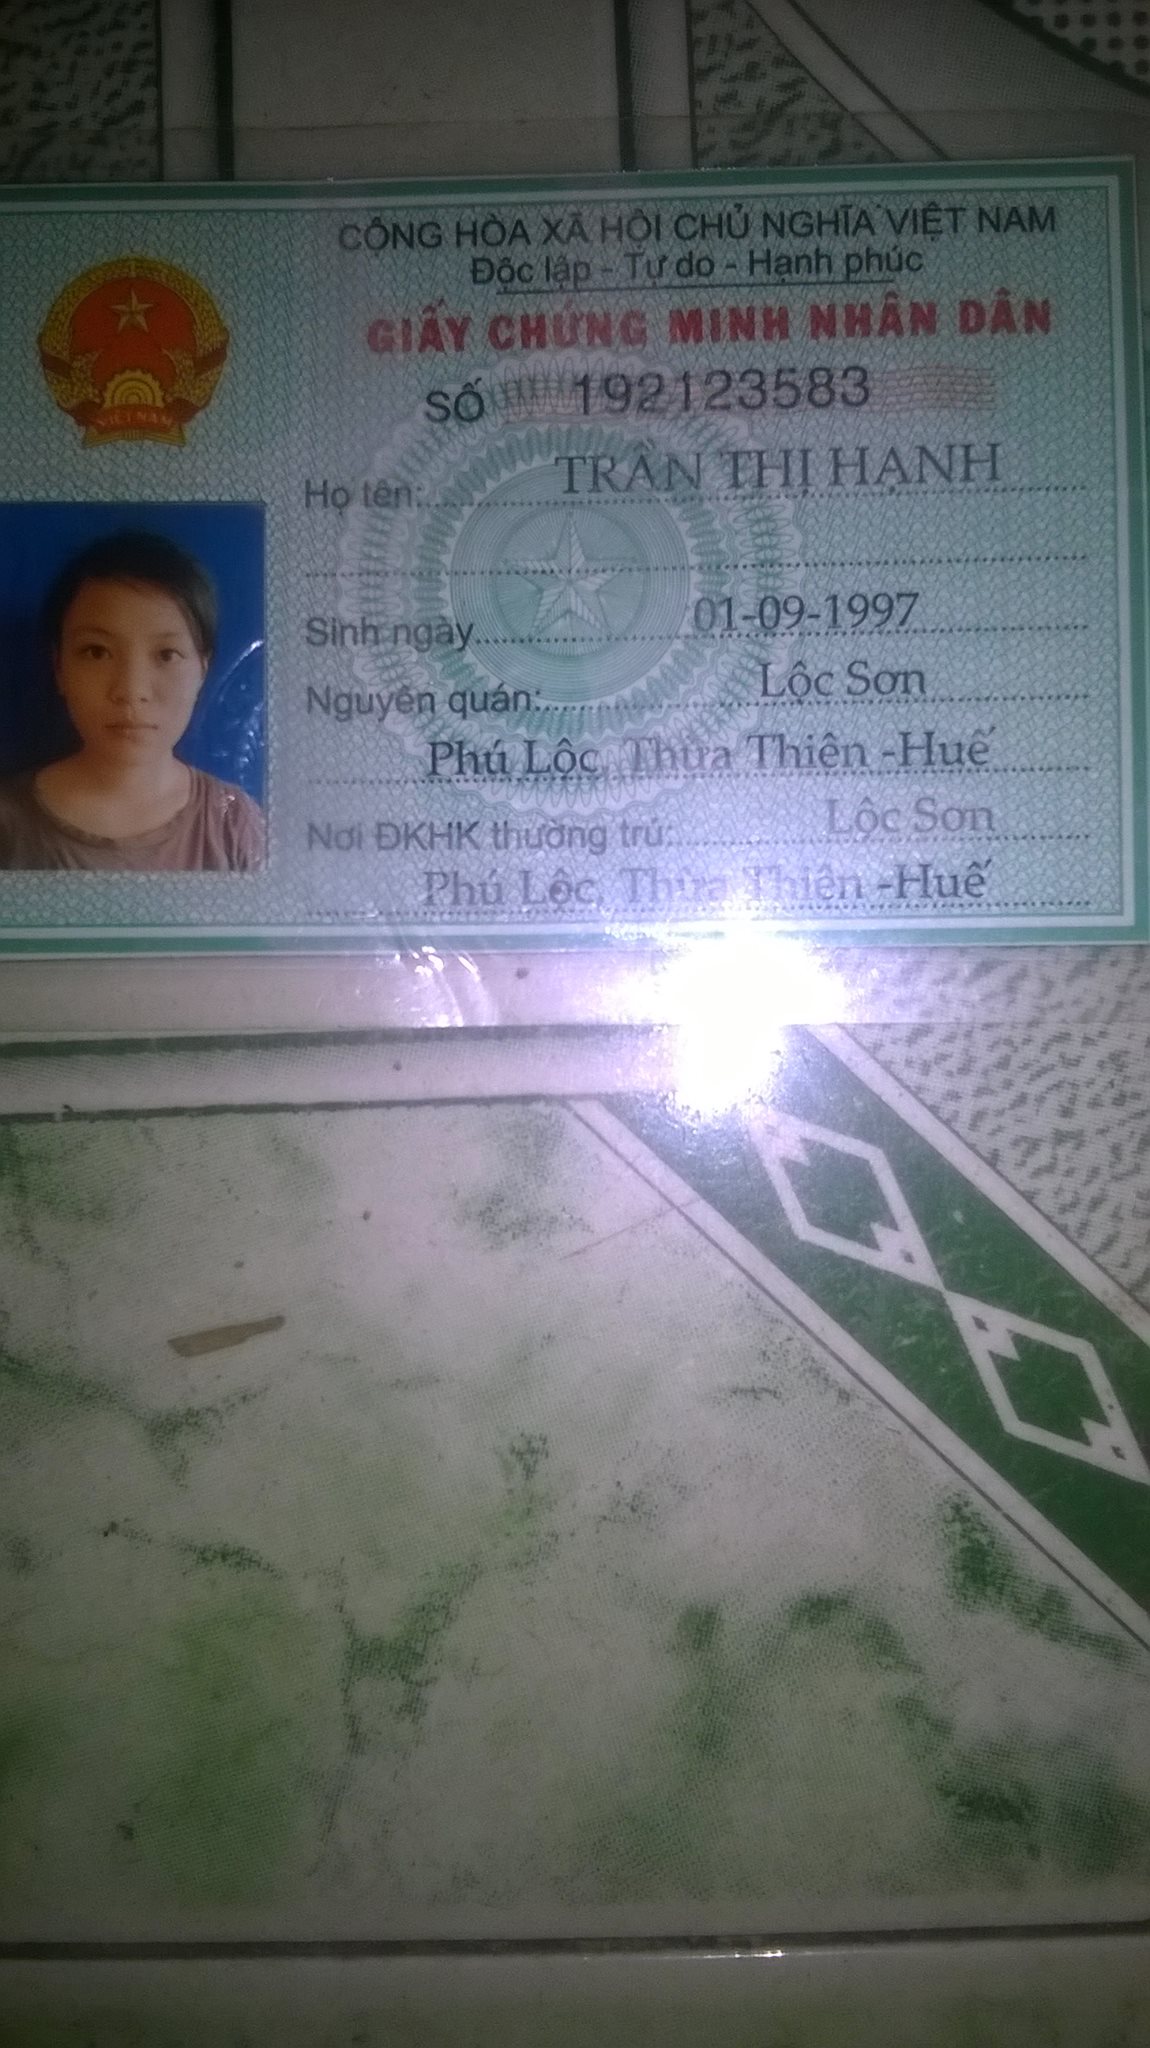 CỘNG HÒA XÃ HỘI CHỦ NGHĨA VIỆT NAM
Độc lập - Tự do - Hạnh phúc
GIẤY CHỨNG MINH NHÂN DÂN
SỐ 192123583
VIỆT NAM
Họ tên: TRẦN THỊ HẠNH
Sinh ngày 01-09-1997
Nguyên quán: Lộc Sơn
Phú Lộc, Thừa Thiên -Huế
Nơi ĐKHK thường trú: Lộc Sơn
Phú Lộc, Thừa Thiên -Huế